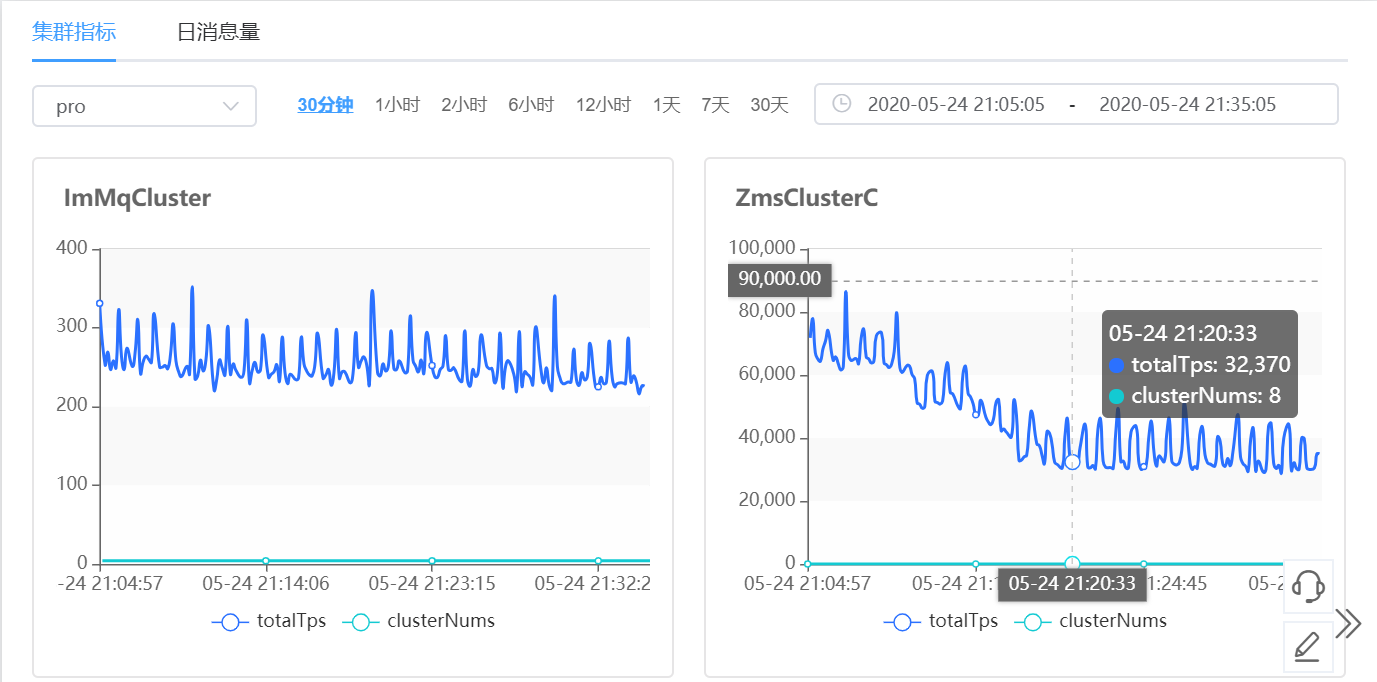 集群指标 日消息量
pro 30分钟 1小时 2小时 6小时 12小时 1天 7天 30天 2020-05-24 21:05:05 - 2020-05-24 21:35:05
ImMqCluster
400
300
200
100
0
-24 21:04:57 05-24 21:14:06 05-24 21:23:15 05-24 21:32:2
totalTps clusterNums
ZmsClusterC
100,000
90,000.00
80,000
60,000
40,000
20,000
0
05-24 21:20:33
totalTps: 32,370
clusterNums: 8
05-24 21:04:57 05-24 21:1 05-24 21:20:33 1:24:45 05-2
totalTps clusterNums